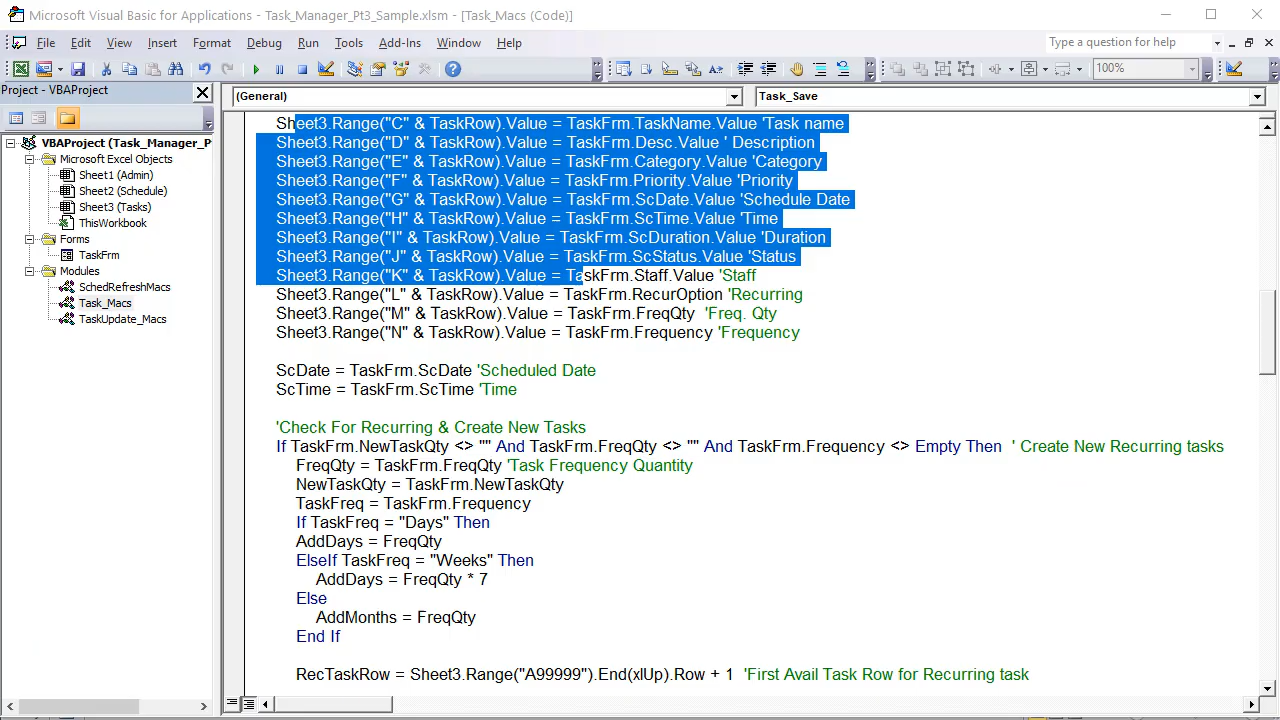 Microsoft Visual Basic for Applications - Task_Manager_Pt3_Sample.xlsm - [Task_Macs (Code)]
File Edit View Insert Format Debug Run Tools Add-Ins Window Help
Type a question for help
100%
Project - VBAProject
(General)
Task_Save
VBAProject (Task_Manager_P
Microsoft Excel Objects
Sheet1 (Admin)
Sheet2 (Schedule)
Sheet3 (Tasks)
ThisWorkbook
Forms
TaskFrm
Modules
SchedRefreshMacs
Task_Macs
TaskUpdate_Macs
Sheet3.Range("C" & TaskRow).Value = TaskFrm.TaskName.Value 'Task name
Sheet3.Range("D" & TaskRow).Value = TaskFrm.Desc.Value ' Description
Sheet3.Range("E" & TaskRow).Value = TaskFrm.Category.Value 'Category
Sheet3.Range("F" & TaskRow).Value = TaskFrm.Priority.Value 'Priority
Sheet3.Range("G" & TaskRow).Value = TaskFrm.ScDate.Value 'Schedule Date
Sheet3.Range("H" & TaskRow).Value = TaskFrm.ScTime.Value 'Time
Sheet3.Range("I" & TaskRow).Value = TaskFrm.ScDuration.Value 'Duration
Sheet3.Range("J" & TaskRow).Value = TaskFrm.ScStatus.Value 'Status
Sheet3.Range("K" & TaskRow).Value = TaskFrm.Staff.Value 'Staff
Sheet3.Range("L" & TaskRow).Value = TaskFrm.RecurOption 'Recurring
Sheet3.Range("M" & TaskRow).Value = TaskFrm.FreqQty  'Freq. Qty
Sheet3.Range("N" & TaskRow).Value = TaskFrm.Frequency 'Frequency
ScDate = TaskFrm.ScDate 'Scheduled Date
ScTime = TaskFrm.ScTime 'Time
'Check For Recurring & Create New Tasks
If TaskFrm.NewTaskQty <> "" And TaskFrm.FreqQty <> "" And TaskFrm.Frequency <> Empty Then  ' Create New Recurring tasks
FreqQty = TaskFrm.FreqQty 'Task Frequency Quantity
NewTaskQty = TaskFrm.NewTaskQty
TaskFreq = TaskFrm.Frequency
If TaskFreq = "Days" Then
AddDays = FreqQty
ElseIf TaskFreq = "Weeks" Then
AddDays = FreqQty * 7
Else
AddMonths = FreqQty
End If
RecTaskRow = Sheet3.Range("A99999").End(xlUp).Row + 1  'First Avail Task Row for Recurring task